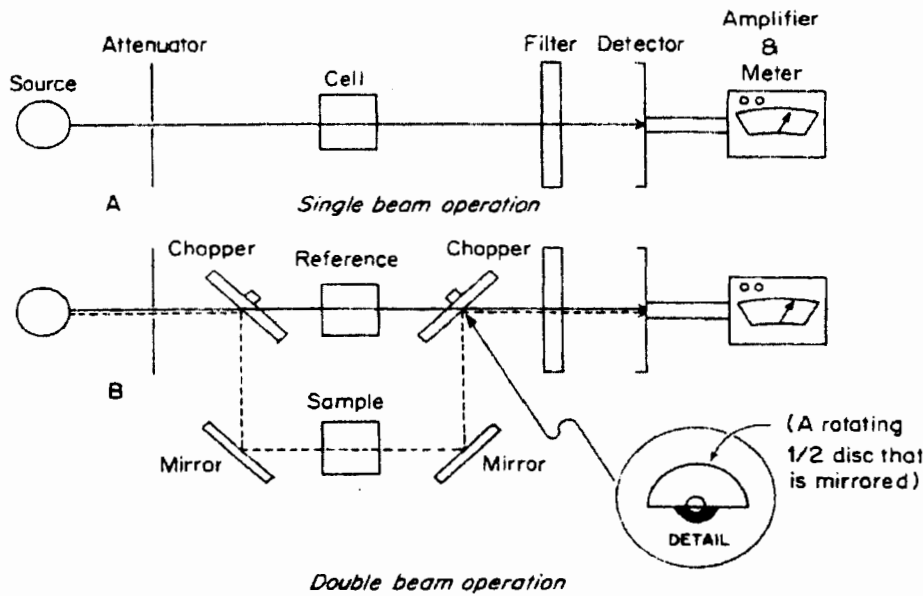 Amplifier
&
Meter
Attenuator
Filter
Detector
Source
Cell
A
Single beam operation
Chopper
Reference
Chopper
B
Sample
Mirror
Mirror
(A rotating
1/2 disc that
is mirrored)
DETAIL
Double beam operation